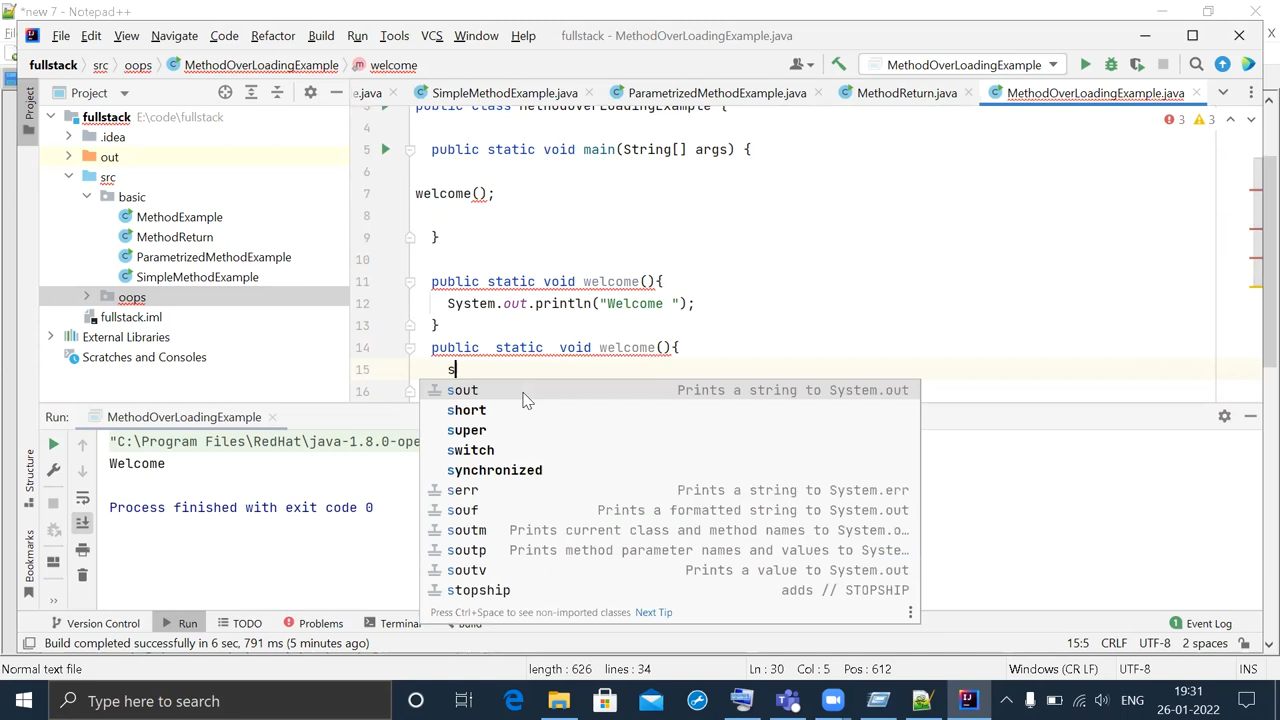 *new 7 - Notepad++
File Edit View Navigate Code Refactor Build Run Tools VCS Window Help fullstack - MethodOverLoadingExample.java
fullstack src oops MethodOverLoadingExample welcome MethodOverLoadingExample
Project e.java SimpleMethodExample.java ParametrizedMethodExample.java MethodReturn.java MethodOverLoadingExample.java
Project
fullstack E:\code\fullstack
.idea
out
src
basic
MethodExample
MethodReturn
ParametrizedMethodExample
SimpleMethodExample
oops
fullstack.iml
External Libraries
Scratches and Consoles
3 3
3 public class MethodOverLoadingExample {
4
5 public static void main(String[] args) {
6
7 welcome();
8
9 }
10
11 public static void welcome(){
12 System.out.println("Welcome ");
13 }
14 public static void welcome(){
15 s
16
sout Prints a string to System.out
short
super
switch
synchronized
serr Prints a string to System.err
souf Prints a formatted string to System.out
soutm Prints current class and method names to System.o…
soutp Prints method parameter names and values to Syste…
soutv Prints a value to System.out
stopship adds // STOPSHIP
Press Ctrl+Space to see non-imported classes Next Tip
Run: MethodOverLoadingExample
"C:\Program Files\RedHat\java-1.8.0-ope
Welcome
Process finished with exit code 0
Structure
Bookmarks
Version Control Run TODO Problems Terminal Build Event Log
Build completed successfully in 6 sec, 791 ms (5 minutes ago) 15:5 CRLF UTF-8 2 spaces
Normal text file length : 626 lines : 34 Ln : 30 Col : 5 Pos : 612 Windows (CR LF) UTF-8 INS
Type here to search ENG 19:31
26-01-2022